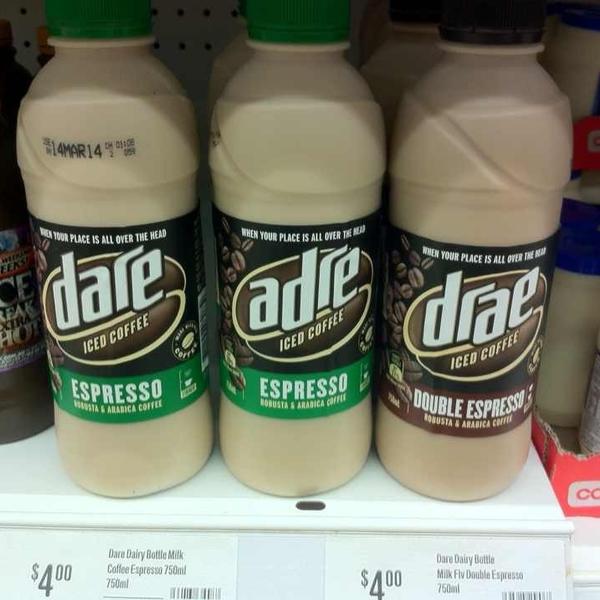 14MAR14 01:05
WHEN YOUR PLACE IS ALL OVER THE HEAD
dare
ICED COFFEE
ESPRESSO
ROBUSTA & ARABICA COFFEE
WHEN YOUR PLACE IS ALL OVER THE HEAD
adre
ICED COFFEE
ESPRESSO
ROBUSTA & ARABICA COFFEE
WHEN YOUR PLACE IS ALL OVER THE HEAD
drae
ICED COFFEE
DOUBLE ESPRESSO
ROBUSTA & ARABICA COFFEE
$4.00
Dare Dairy Bottle Milk
Coffee Espresso 750ml
750ml
$4.00
Dare Dairy Bottle
Milk Flv Double Espresso
750ml